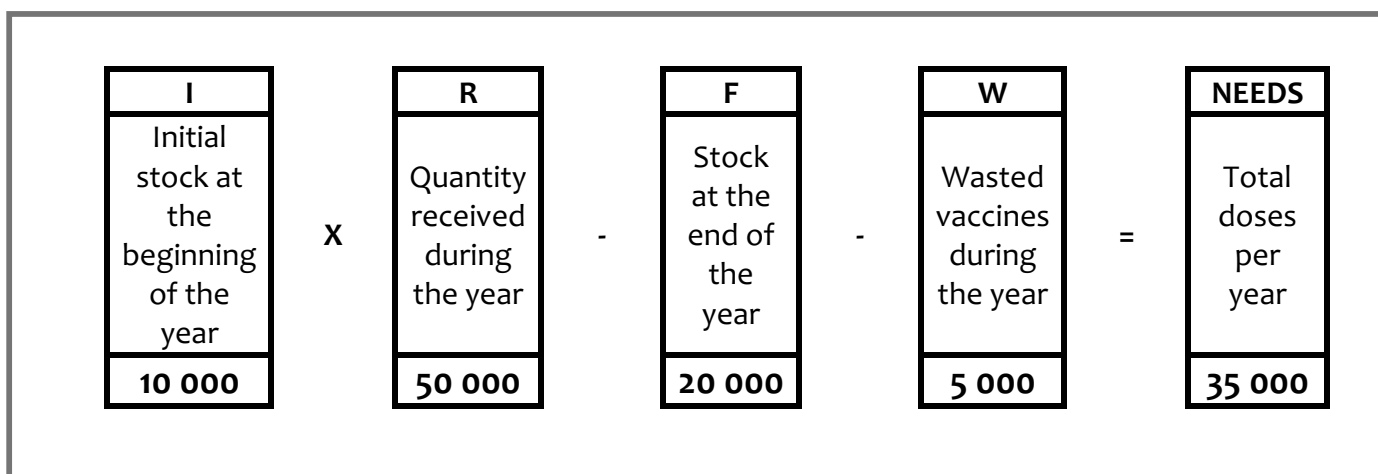 I
Initial
stock at
the
beginning
of the
year
10 000
X
R
Quantity
received
during
the year
50 000
-
F
Stock
at the
end of
the
year
20 000
-
W
Wasted
vaccines
during
the year
5 000
=
NEEDS
Total
doses
per
year
35 000